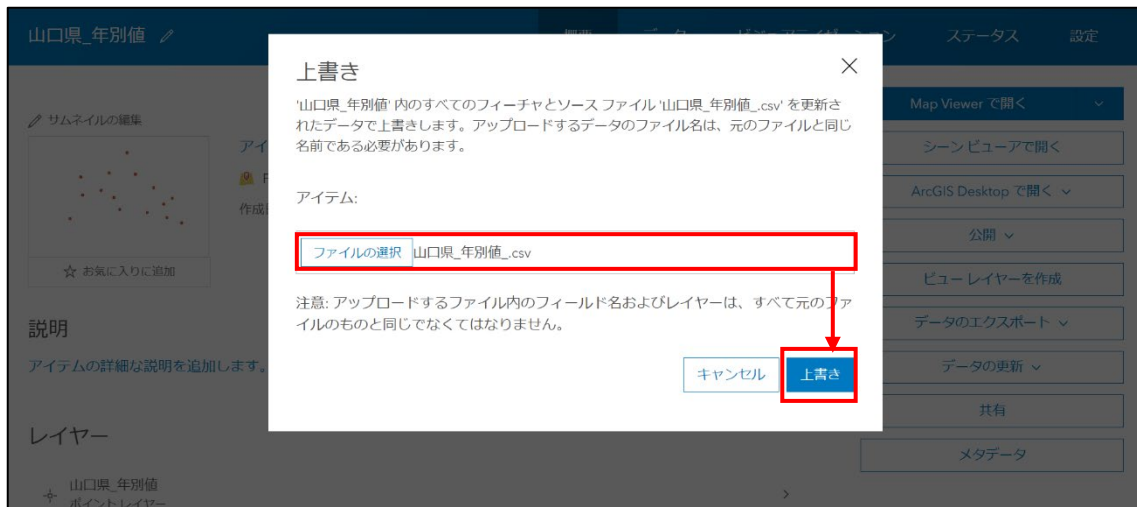 山口県_年別値
ステータス
設定
サムネイルの編集
お気に入りに追加
説明
アイテムの詳細な説明を追加します。
レイヤー
山口県_年別値
ポイント レイヤー
上書き
'山口県_年別値' 内のすべてのフィーチャとソース ファイル '山口県_年別値_.csv' を更新さ
れたデータで上書きします。アップロードするデータのファイル名は、元のファイルと同じ
名前である必要があります。
アイテム:
ファイルの選択 山口県_年別値_.csv
注意: アップロードするファイル内のフィールド名およびレイヤーは、すべて元のファ
イルのものと同じでなくてはなりません。
キャンセル
上書き
Map Viewer で開く
シーン ビューアで開く
ArcGIS Desktop で開く
公開
ビュー レイヤーを作成
データのエクスポート
データの更新
共有
メタデータ